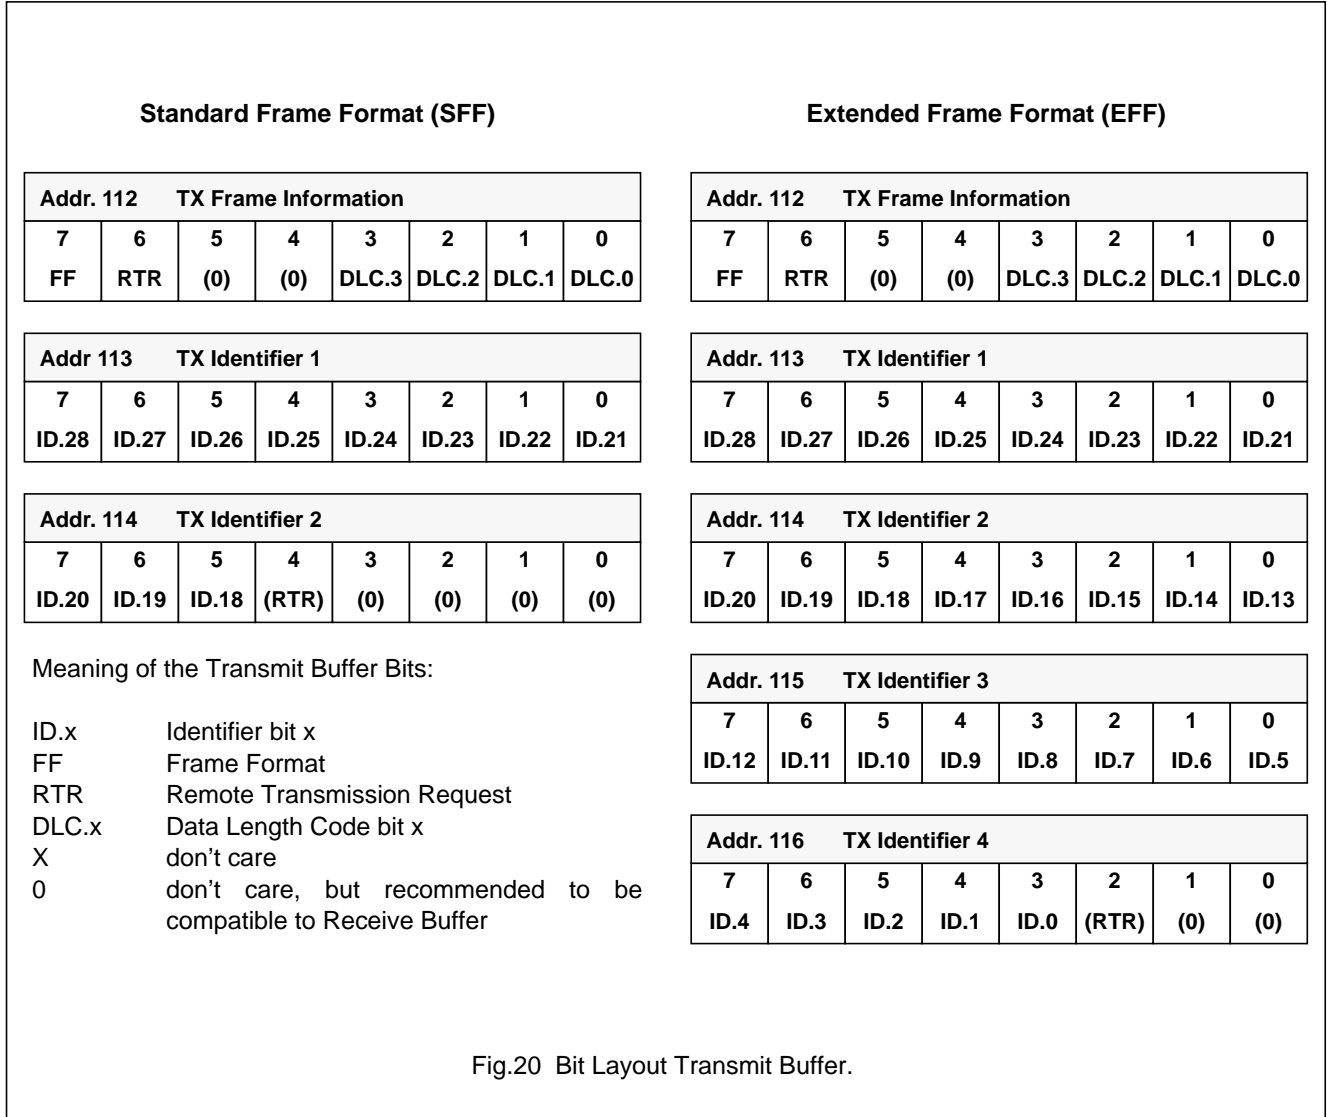 Standard Frame Format (SFF)
Addr. 112 TX Frame Information
7 6 5 4 3 2 1 0
FF RTR (0) (0) DLC.3 DLC.2 DLC.1 DLC.0
Addr 113 TX Identifier 1
7 6 5 4 3 2 1 0
ID.28 ID.27 ID.26 ID.25 ID.24 ID.23 ID.22 ID.21
Addr. 114 TX Identifier 2
7 6 5 4 3 2 1 0
ID.20 ID.19 ID.18 (RTR) (0) (0) (0) (0)
Meaning of the Transmit Buffer Bits:
ID.x Identifier bit x
FF Frame Format
RTR Remote Transmission Request
DLC.x Data Length Code bit x
X don’t care
0 don’t care, but recommended to be
compatible to Receive Buffer
Extended Frame Format (EFF)
Addr. 112 TX Frame Information
7 6 5 4 3 2 1 0
FF RTR (0) (0) DLC.3 DLC.2 DLC.1 DLC.0
Addr. 113 TX Identifier 1
7 6 5 4 3 2 1 0
ID.28 ID.27 ID.26 ID.25 ID.24 ID.23 ID.22 ID.21
Addr. 114 TX Identifier 2
7 6 5 4 3 2 1 0
ID.20 ID.19 ID.18 ID.17 ID.16 ID.15 ID.14 ID.13
Addr. 115 TX Identifier 3
7 6 5 4 3 2 1 0
ID.12 ID.11 ID.10 ID.9 ID.8 ID.7 ID.6 ID.5
Addr. 116 TX Identifier 4
7 6 5 4 3 2 1 0
ID.4 ID.3 ID.2 ID.1 ID.0 (RTR) (0) (0)
Fig.20 Bit Layout Transmit Buffer.